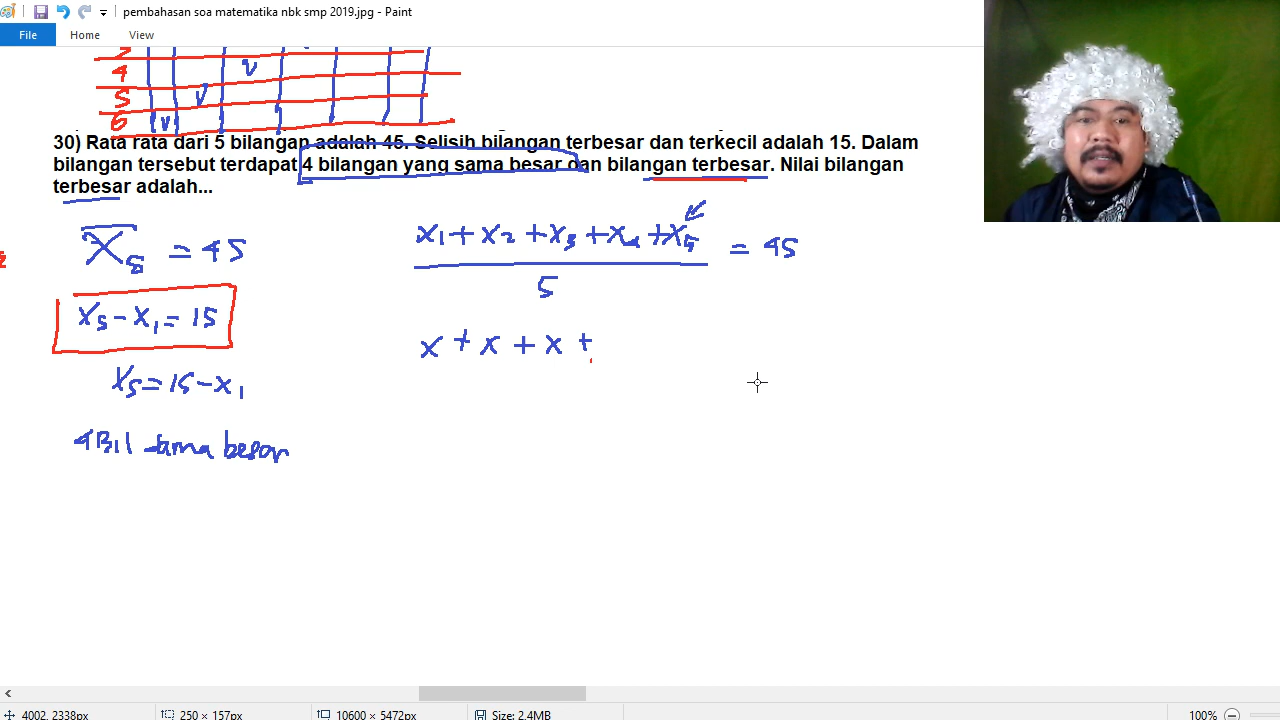 pembahasan soa matematika nbk smp 2019.jpg - Paint
File Home View
4 v
5 v
6 v
30) Rata rata dari 5 bilangan adalah 45. Selisih bilangan terbesar dan terkecil adalah 15. Dalam
bilangan tersebut terdapat 4 bilangan yang sama besar dan bilangan terbesar. Nilai bilangan
terbesar adalah...
X̄5 = 45
x1 + x2 + x3 + x4 + x5 = 45
5
x5 - x1 = 15
x + x + x +
x5 = 15 - x1
4 Bil sama besar
4002, 2338px 250 × 157px 10600 × 5472px Size: 2.4MB 100%